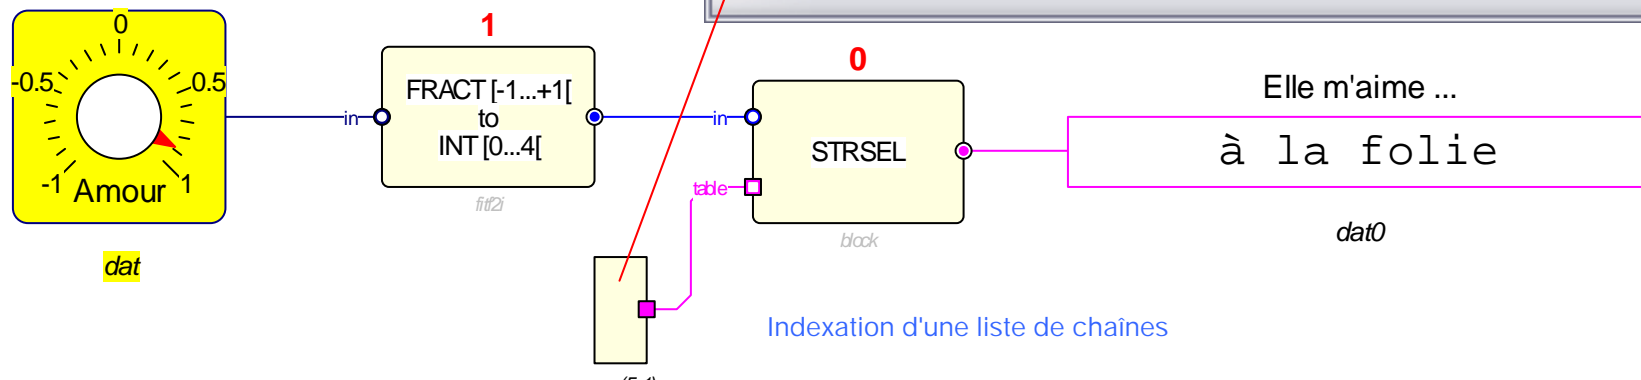 0
-0.5
0.5
-1
1
Amour
dat
1
in
FRACT [-1...+1[
to
INT [0...4[
fitf2i
0
in
STRSEL
table
block
Elle m'aime ...
à la folie
dat0
Indexation d'une liste de chaînes